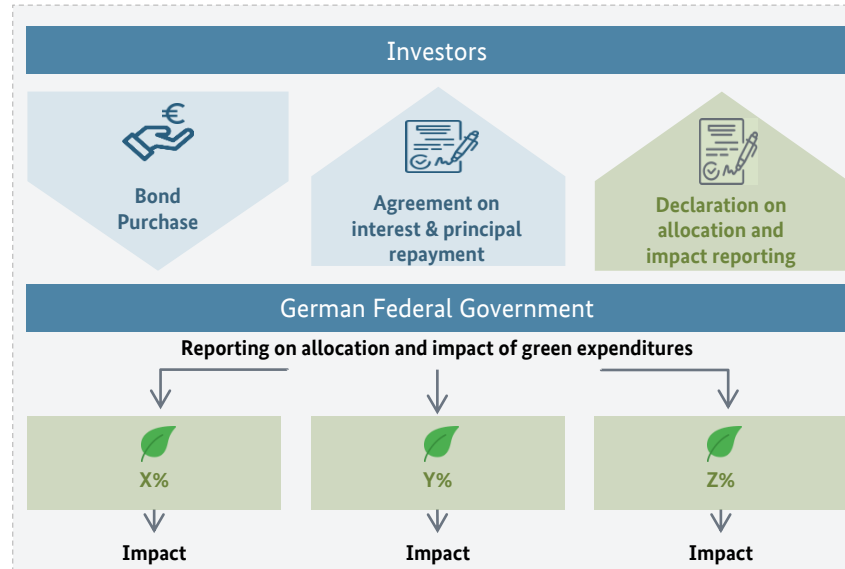 Investors
€
Bond
Purchase
Agreement on
interest & principal
repayment
Declaration on
allocation and
impact reporting
German Federal Government
Reporting on allocation and impact of green expenditures
X%
Y%
Z%
Impact
Impact
Impact